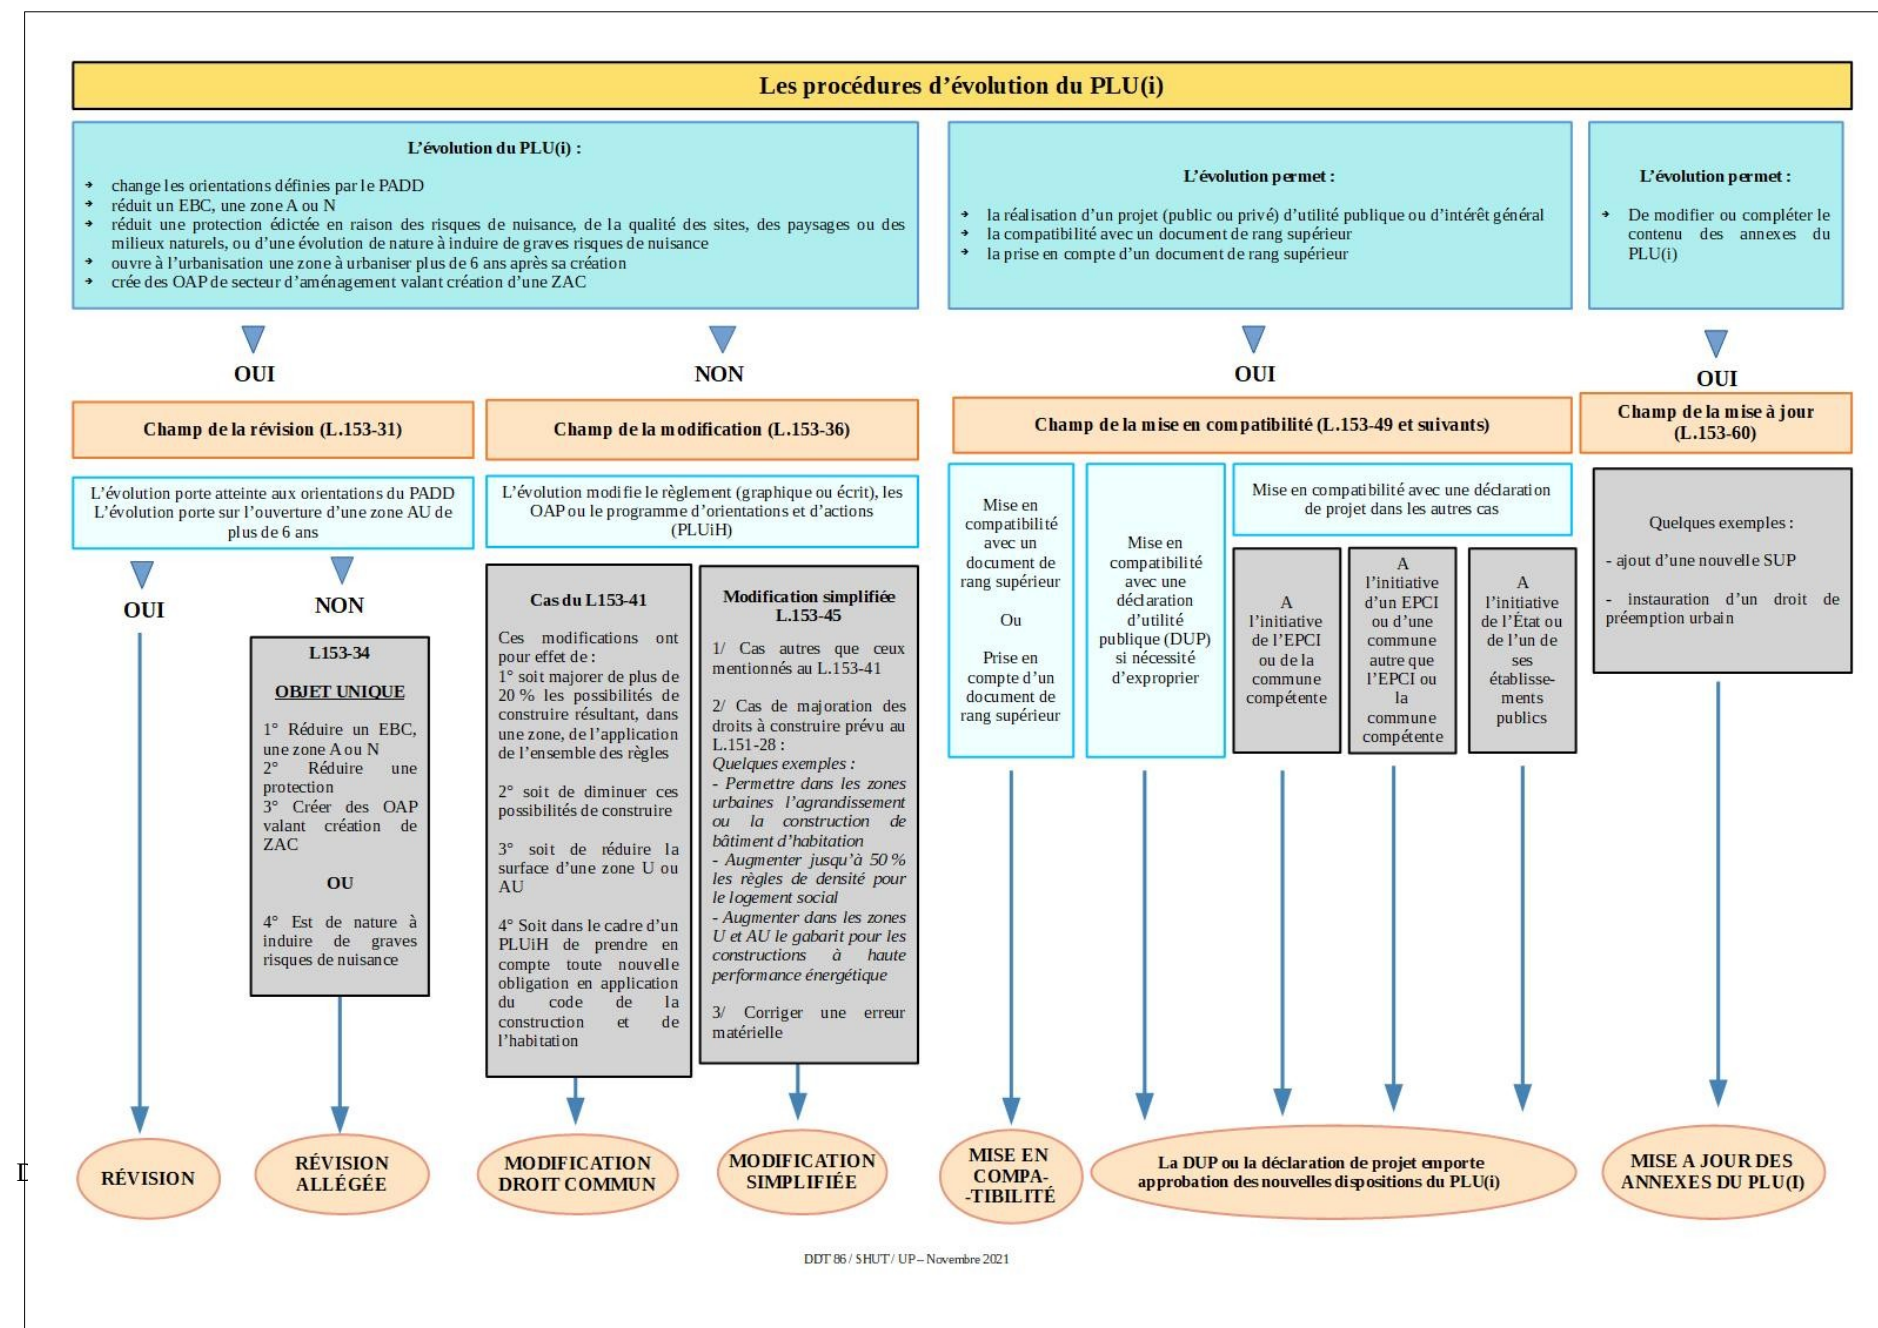 Les procédures d’évolution du PLU(i)
L’évolution du PLU(i) :
➔ change les orientations définies par le PADD
➔ réduit un EBC, une zone A ou N
➔ réduit une protection édictée en raison des risques de nuisance, de la qualité des sites, des paysages ou des
milieux naturels, ou d’une évolution de nature à induire de graves risques de nuisance
➔ ouvre à l’urbanisation une zone à urbaniser plus de 6 ans après sa création
➔ crée des OAP de secteur d’aménagement valant création d’une ZAC
L’évolution permet :
➔ la réalisation d’un projet (public ou privé) d’utilité publique ou d’intérêt général
➔ la compatibilité avec un document de rang supérieur
➔ la prise en compte d’un document de rang supérieur
L’évolution permet :
➔ De modifier ou compléter le
contenu des annexes du
PLU(i)
OUI
NON
OUI
OUI
Champ de la révision (L.153-31)
Champ de la modification (L.153-36)
Champ de la mise en compatibilité (L.153-49 et suivants)
Champ de la mise à jour
(L.153-60)
L’évolution porte atteinte aux orientations du PADD
L’évolution porte sur l’ouverture d’une zone AU de
plus de 6 ans
OUI
NON
L153-34
OBJET UNIQUE
1° Réduire un EBC,
une zone A ou N
2° Réduire une
protection
3° Créer des OAP
valant création de
ZAC
OU
4° Est de nature à
induire de graves
risques de nuisance
L’évolution modifie le règlement (graphique ou écrit), les
OAP ou le programme d’orientations et d’actions
(PLUiH)
Cas du L153-41
Ces modifications ont
pour effet de :
1° soit majorer de plus de
20 % les possibilités de
construire résultant, dans
une zone, de l’application
de l’ensemble des règles
2° soit de diminuer ces
possibilités de construire
3° soit de réduire la
surface d’une zone U ou
AU
4° Soit dans le cadre d’un
PLUiH de prendre en
compte toute nouvelle
obligation en application
du code de la
construction et de
l’habitation
Modification simplifiée
L.153-45
1/ Cas autres que ceux
mentionnés au L.153-41
2/ Cas de majoration des
droits à construire prévu au
L.151-28 :
Quelques exemples :
- Permettre dans les zones
urbaines l’agrandissement
ou la construction de
bâtiment d’habitation
- Augmenter jusqu’à 50 %
les règles de densité pour
le logement social
- Augmenter dans les zones
U et AU le gabarit pour les
constructions à haute
performance énergétique
3/ Corriger une erreur
matérielle
Mise en
compatibilité
avec un
document de
rang supérieur
Ou
Prise en
compte d’un
document de
rang supérieur
Mise en
compatibilité
avec une
déclaration
d’utilité
publique (DUP)
si nécessité
d’exproprier
Mise en compatibilité avec une déclaration
de projet dans les autres cas
A
l’initiative
de l’EPCI
ou de la
commune
compétente
A
l’initiative
d’un EPCI
ou d’une
commune
autre que
l’EPCI ou
la
commune
compétente
A
l’initiative
de l’État ou
de l’un de
ses
établisse-
ments
publics
Quelques exemples :
- ajout d’une nouvelle SUP
- instauration d’un droit de
préemption urbain
RÉVISION
RÉVISION
ALLÉGÉE
MODIFICATION
DROIT COMMUN
MODIFICATION
SIMPLIFIÉE
MISE EN
COMPA-
-TIBILITÉ
La DUP ou la déclaration de projet emporte
approbation des nouvelles dispositions du PLU(i)
MISE A JOUR DES
ANNEXES DU PLU(I)
DDT 86 / SHUT / UP – Novembre 2021